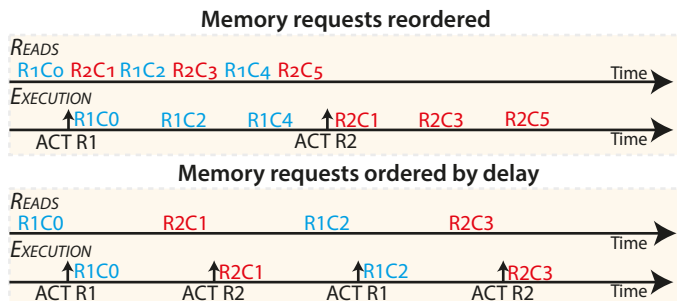 Memory requests reordered
READS
R1C0 R2C1 R1C2 R2C3 R1C4 R2C5
Time
EXECUTION
R1C0 R1C2 R1C4 R2C1 R2C3 R2C5
ACT R1 ACT R2 Time
Memory requests ordered by delay
READS
R1C0 R2C1 R1C2 R2C3
Time
EXECUTION
R1C0 R2C1 R1C2 R2C3
ACT R1 ACT R2 ACT R1 ACT R2 Time